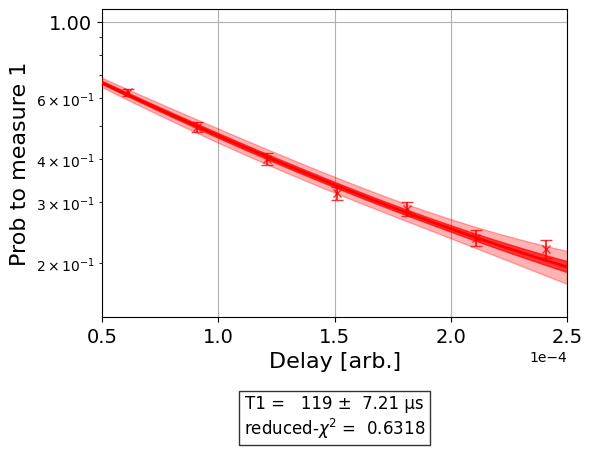 Prob to measure 1
1.00
6 × 10⁻¹
4 × 10⁻¹
3 × 10⁻¹
2 × 10⁻¹
0.5 1.0 1.5 2.0 2.5
1e−4
Delay [arb.]
T1 = 119 ± 7.21 μs
reduced-χ² = 0.6318